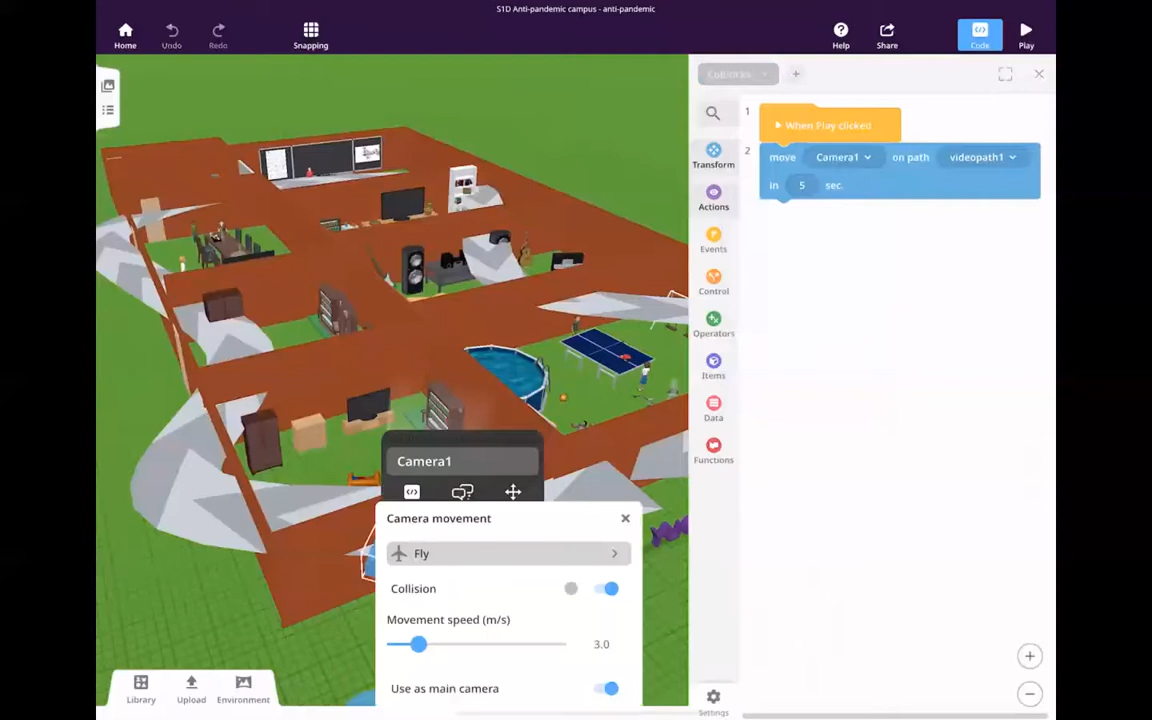 S1D Anti-pandemic campus - anti-pandemic
Home
Undo
Redo
Snapping
Help
Share
Code
Play
CoBlocks
+
1
When Play clicked
2
move Camera1 on path videopath1
in 5 sec.
Transform
Actions
Events
Control
Operators
Items
Data
Functions
Settings
Camera1
Camera movement
Fly
Collision
Movement speed (m/s)
3.0
Use as main camera
Library
Upload
Environment